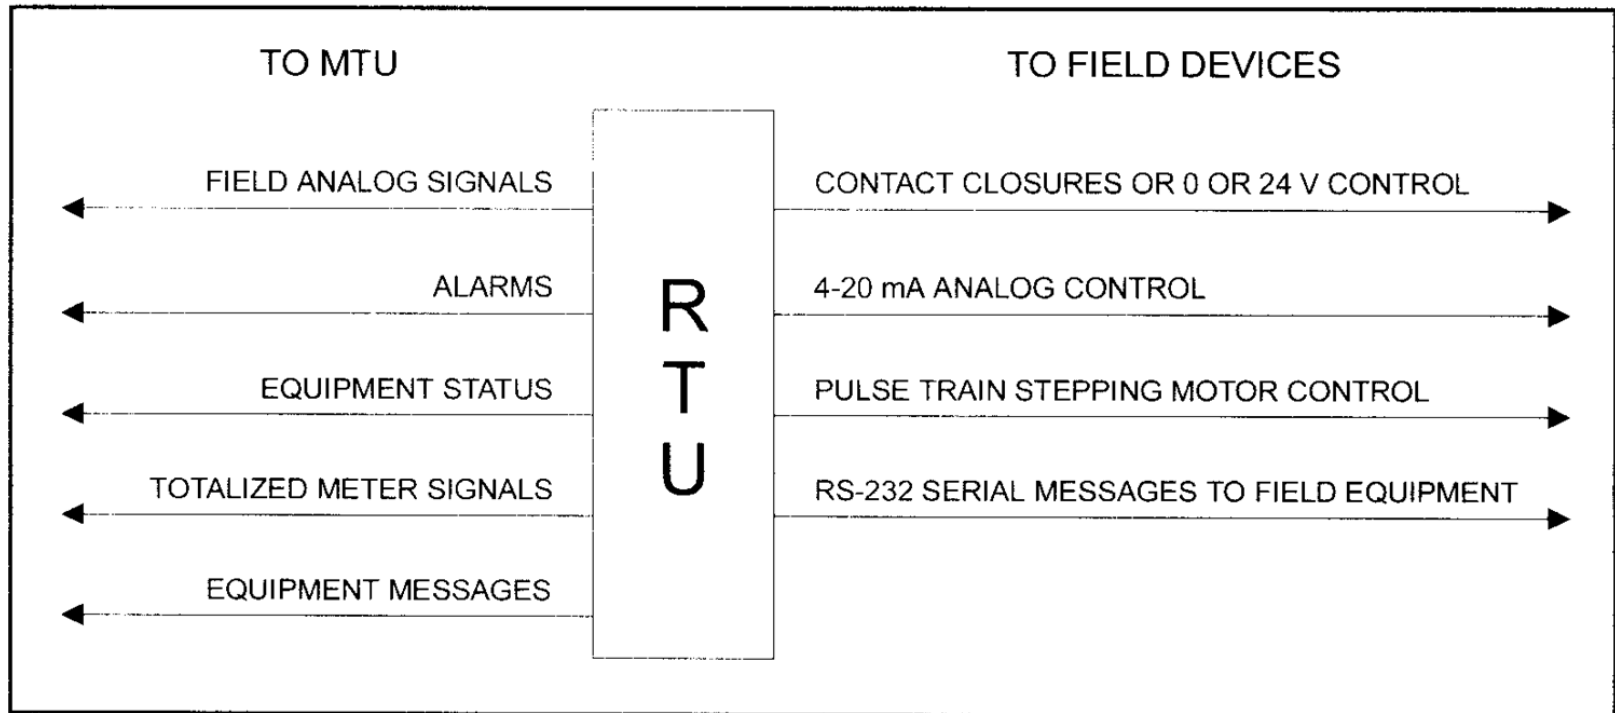 TO MTU
TO FIELD DEVICES
FIELD ANALOG SIGNALS
ALARMS
EQUIPMENT STATUS
TOTALIZED METER SIGNALS
EQUIPMENT MESSAGES
RTU
CONTACT CLOSURES OR 0 OR 24 V CONTROL
4-20 mA ANALOG CONTROL
PULSE TRAIN STEPPING MOTOR CONTROL
RS-232 SERIAL MESSAGES TO FIELD EQUIPMENT